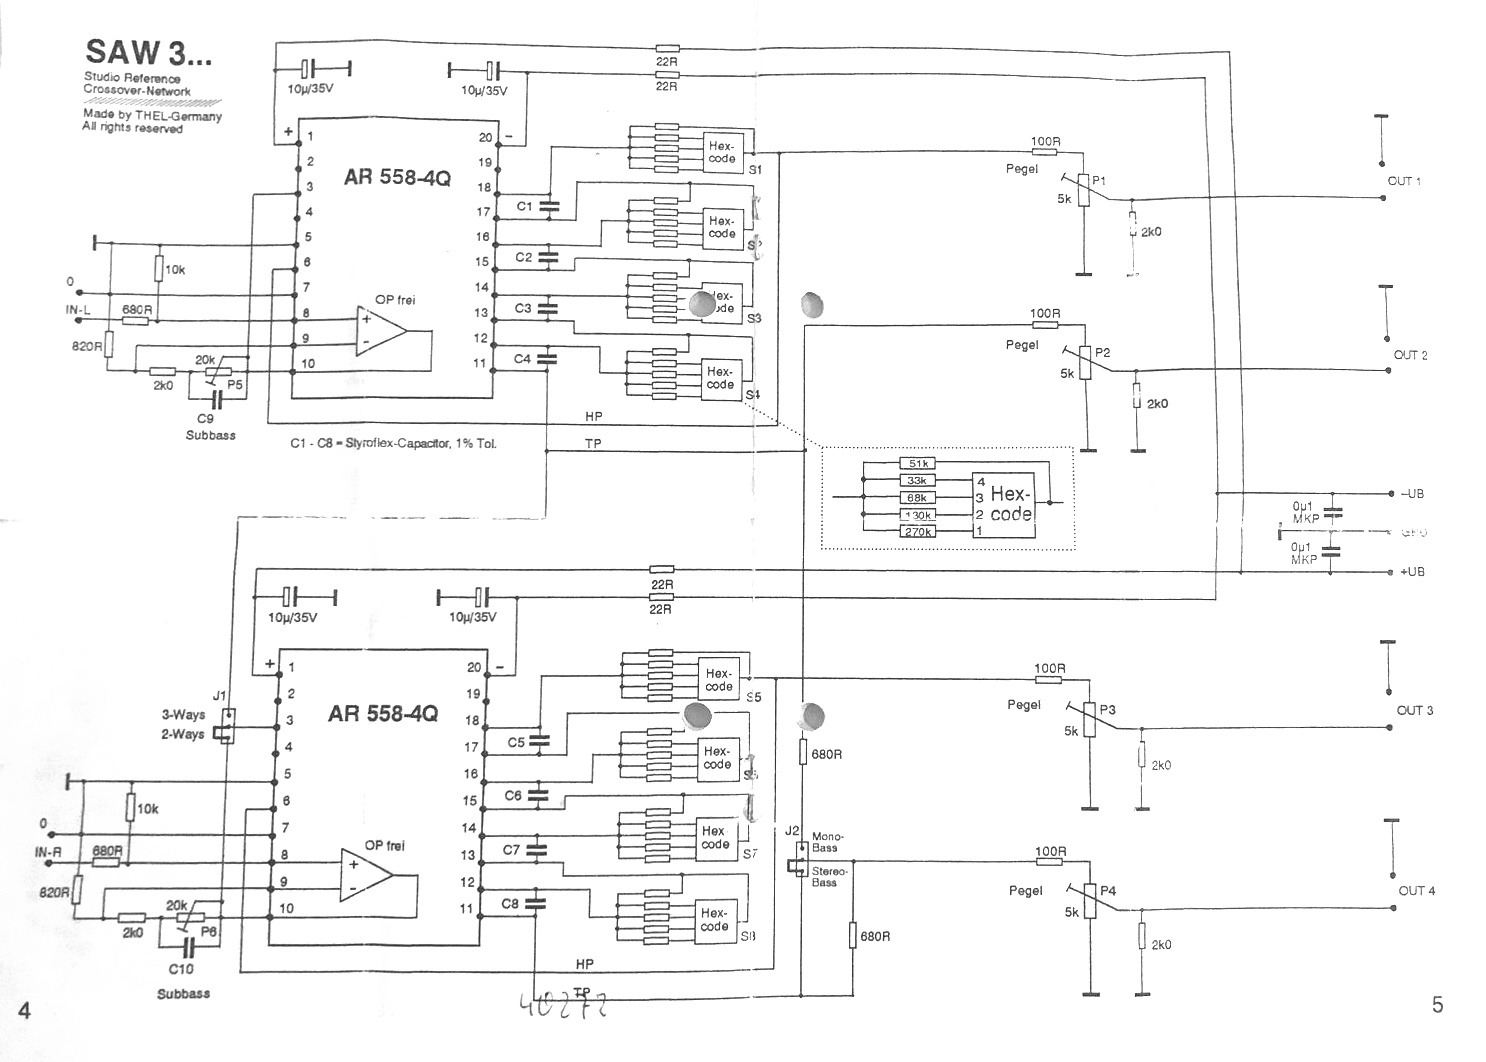 SAW 3...
Studio Reference
Crossover-Network
Made by THEL-Germany
All rights reserved
22R
22R
10µ/35V
10µ/35V
+
1
2
3
4
5
6
7
8
9
10
AR 558-4Q
20 −
19
18
17
16
15
14
13
12
11
OP frei
+
−
0
IN-L
680R
10k
820R
2k0
20k
P5
C9
Subbass
C1
C2
C3
C4
Hex-
code
S1
Hex-
code
S3
Hex-
code
S4
HP
TP
C1 - C8 = Styroflex-Capacitor, 1% Tol.
100R
Pegel
P1
5k
2k0
OUT 1
100R
Pegel
P2
5k
2k0
OUT 2
51k
33k
68k
130k
270k
4
3
2
1
Hex-
code
−UB
0µ1
MKP
0µ1
MKP
+UB
22R
22R
10µ/35V
10µ/35V
+
1
2
3
4
5
6
7
8
9
10
AR 558-4Q
20 −
19
18
17
16
15
14
13
12
11
OP frei
+
−
J1
3-Ways
2-Ways
0
IN-R
680R
10k
820R
2k0
20k
P6
C10
Subbass
C5
C6
C7
C8
Hex-
code
S5
Hex-
code
Hex-
code
S7
Hex-
code
S8
HP
TP
680R
J2
Mono-
Bass
Stereo-
Bass
680R
100R
Pegel
P3
5k
2k0
OUT 3
100R
Pegel
P4
5k
2k0
OUT 4
4
5